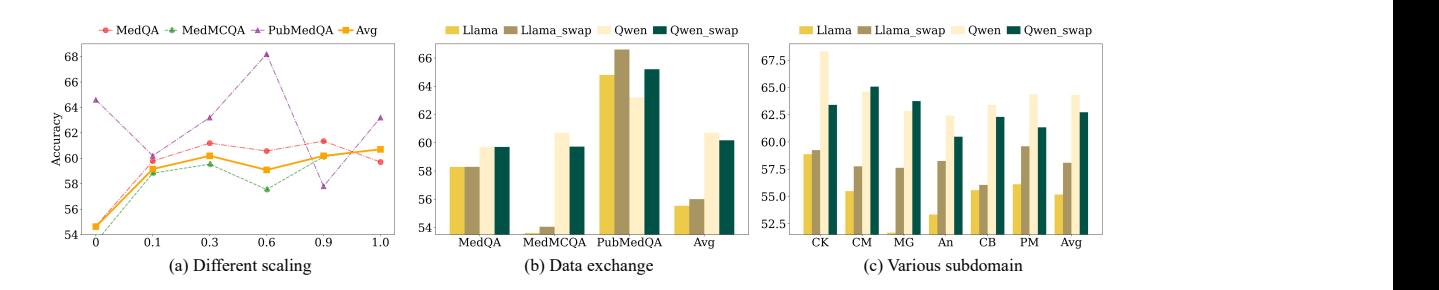 MedQA MedMCQA PubMedQA Avg
Accuracy
68
66
64
62
60
58
56
54
0 0.1 0.3 0.6 0.9 1.0
(a) Different scaling
Llama Llama_swap Qwen Qwen_swap
66
64
62
60
58
56
54
MedQA MedMCQA PubMedQA Avg
(b) Data exchange
Llama Llama_swap Qwen Qwen_swap
67.5
65.0
62.5
60.0
57.5
55.0
52.5
CK CM MG An CB PM Avg
(c) Various subdomain